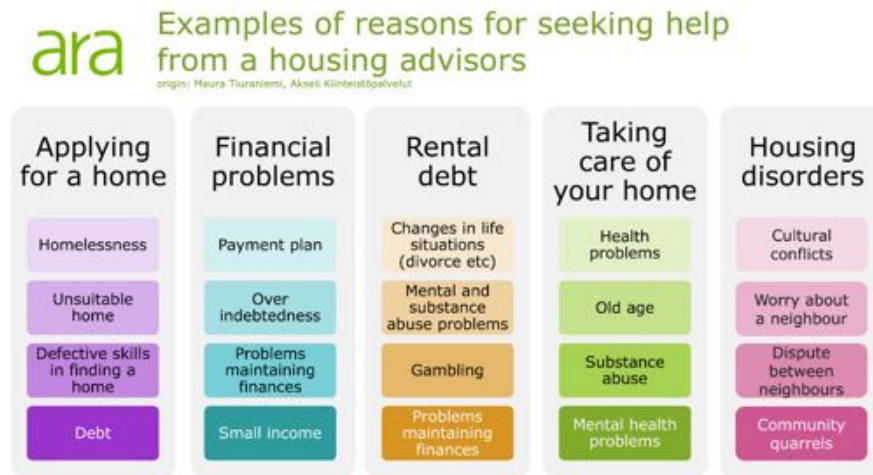 ara
Examples of reasons for seeking help
from a housing advisors
origin: Maura Tiuraniemi, Akseli Kiinteistöpalvelut
Applying
for a home
Homelessness
Unsuitable
home
Defective skills
in finding a
home
Debt
Financial
problems
Payment plan
Over
indebtedness
Problems
maintaining
finances
Small income
Rental
debt
Changes in life
situations
(divorce etc)
Mental and
substance
abuse problems
Gambling
Problems
maintaining
finances
Taking
care of
your home
Health
problems
Old age
Substance
abuse
Mental health
problems
Housing
disorders
Cultural
conflicts
Worry about
a neighbour
Dispute
between
neighbours
Community
quarrels